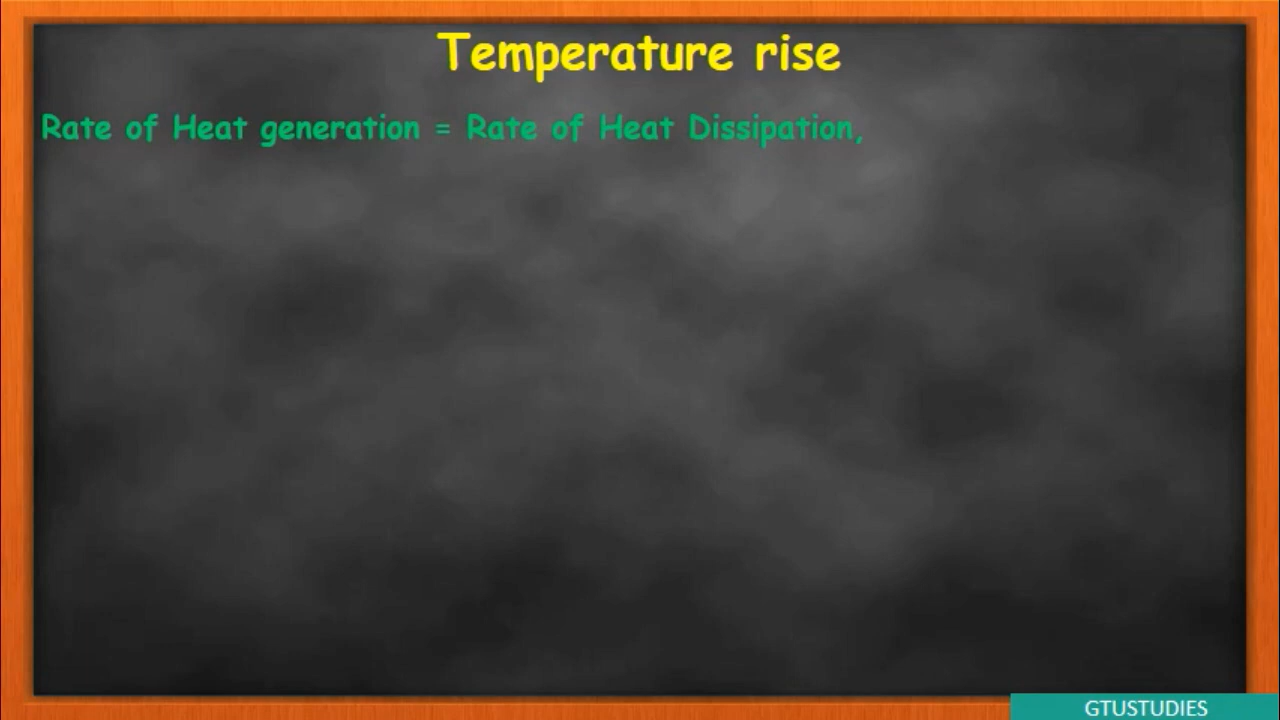 Temperature rise
Rate of Heat generation = Rate of Heat Dissipation,
GTUSTUDIES